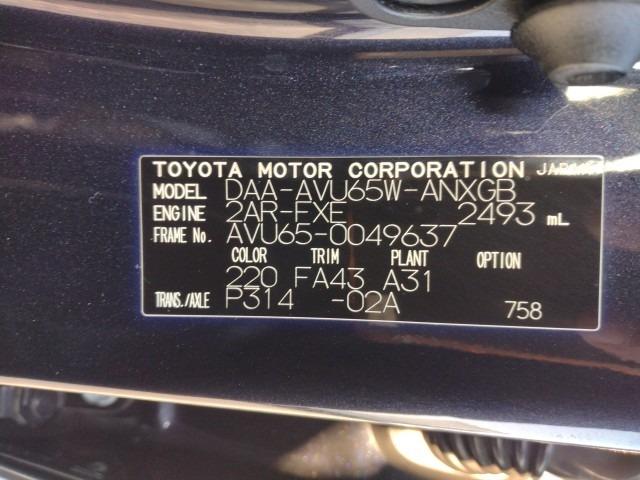 TOYOTA MOTOR CORPORATION JAPAN
MODEL DAA-AVU65W-ANXGB
ENGINE 2AR-FXE 2493 mL
FRAME No. AVU65-0049637
COLOR TRIM PLANT OPTION
220 FA43 A31
TRANS./AXLE P314 -02A 758